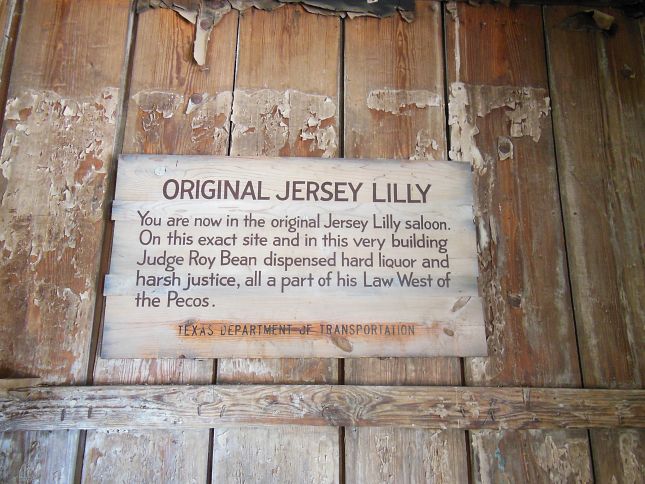 ORIGINAL JERSEY LILLY
You are now in the original Jersey Lilly saloon.
On this exact site and in this very building
Judge Roy Bean dispensed hard liquor and
harsh justice, all a part of his Law West of
the Pecos.
TEXAS DEPARTMENT OF TRANSPORTATION